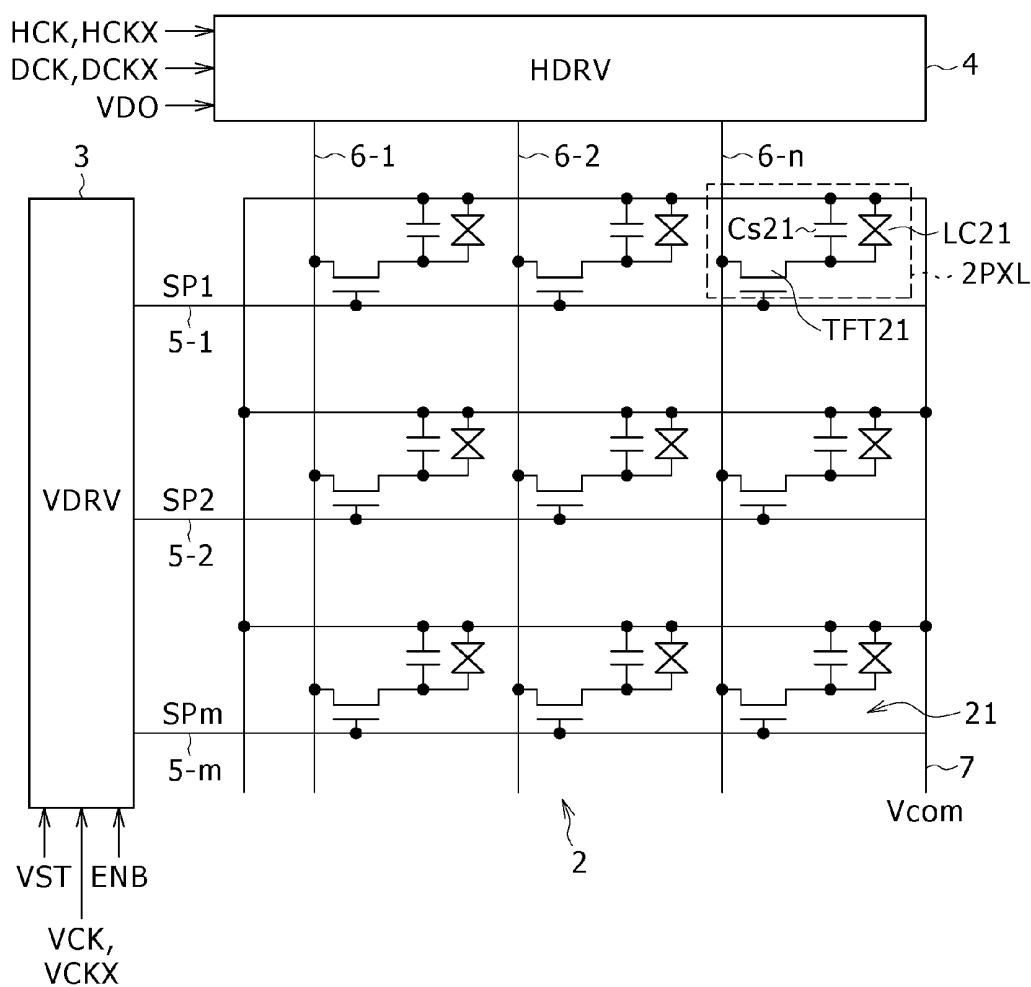 HCK,HCKX
DCK,DCKX
VDO
HDRV
4
3
6-1
6-2
6-n
Cs21
LC21
2PXL
SP1
5-1
TFT21
VDRV
SP2
5-2
SPm
5-m
21
7
Vcom
2
VST
ENB
VCK,
VCKX